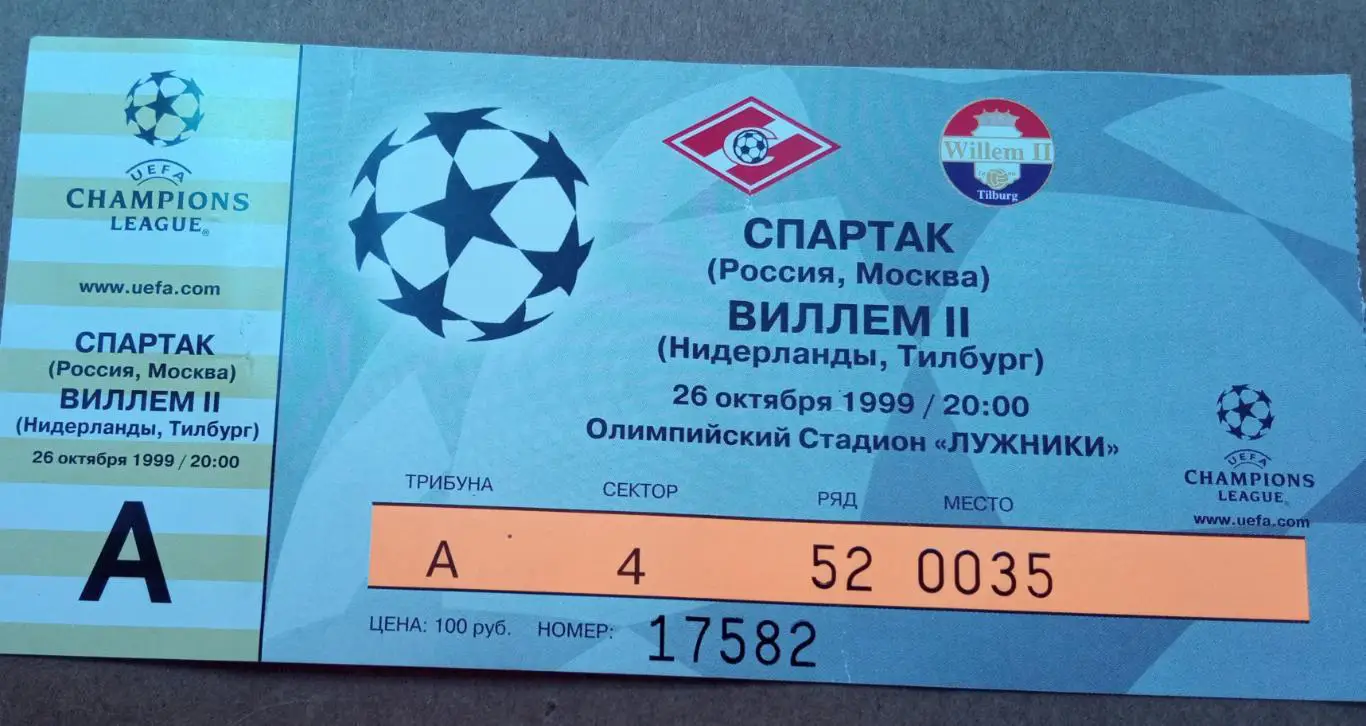 UEFA
CHAMPIONS
LEAGUE®
www.uefa.com
СПАРТАК
(Россия, Москва)
ВИЛЛЕМ II
(Нидерланды, Тилбург)
26 октября 1999 / 20:00
A
C
Willem II
Tilburg
СПАРТАК
(Россия, Москва)
ВИЛЛЕМ II
(Нидерланды, Тилбург)
26 октября 1999 / 20:00
Олимпийский Стадион «ЛУЖНИКИ»
UEFA
CHAMPIONS
LEAGUE®
www.uefa.com
ТРИБУНА СЕКТОР РЯД МЕСТО
A 4 52 0035
ЦЕНА: 100 руб. НОМЕР: 17582